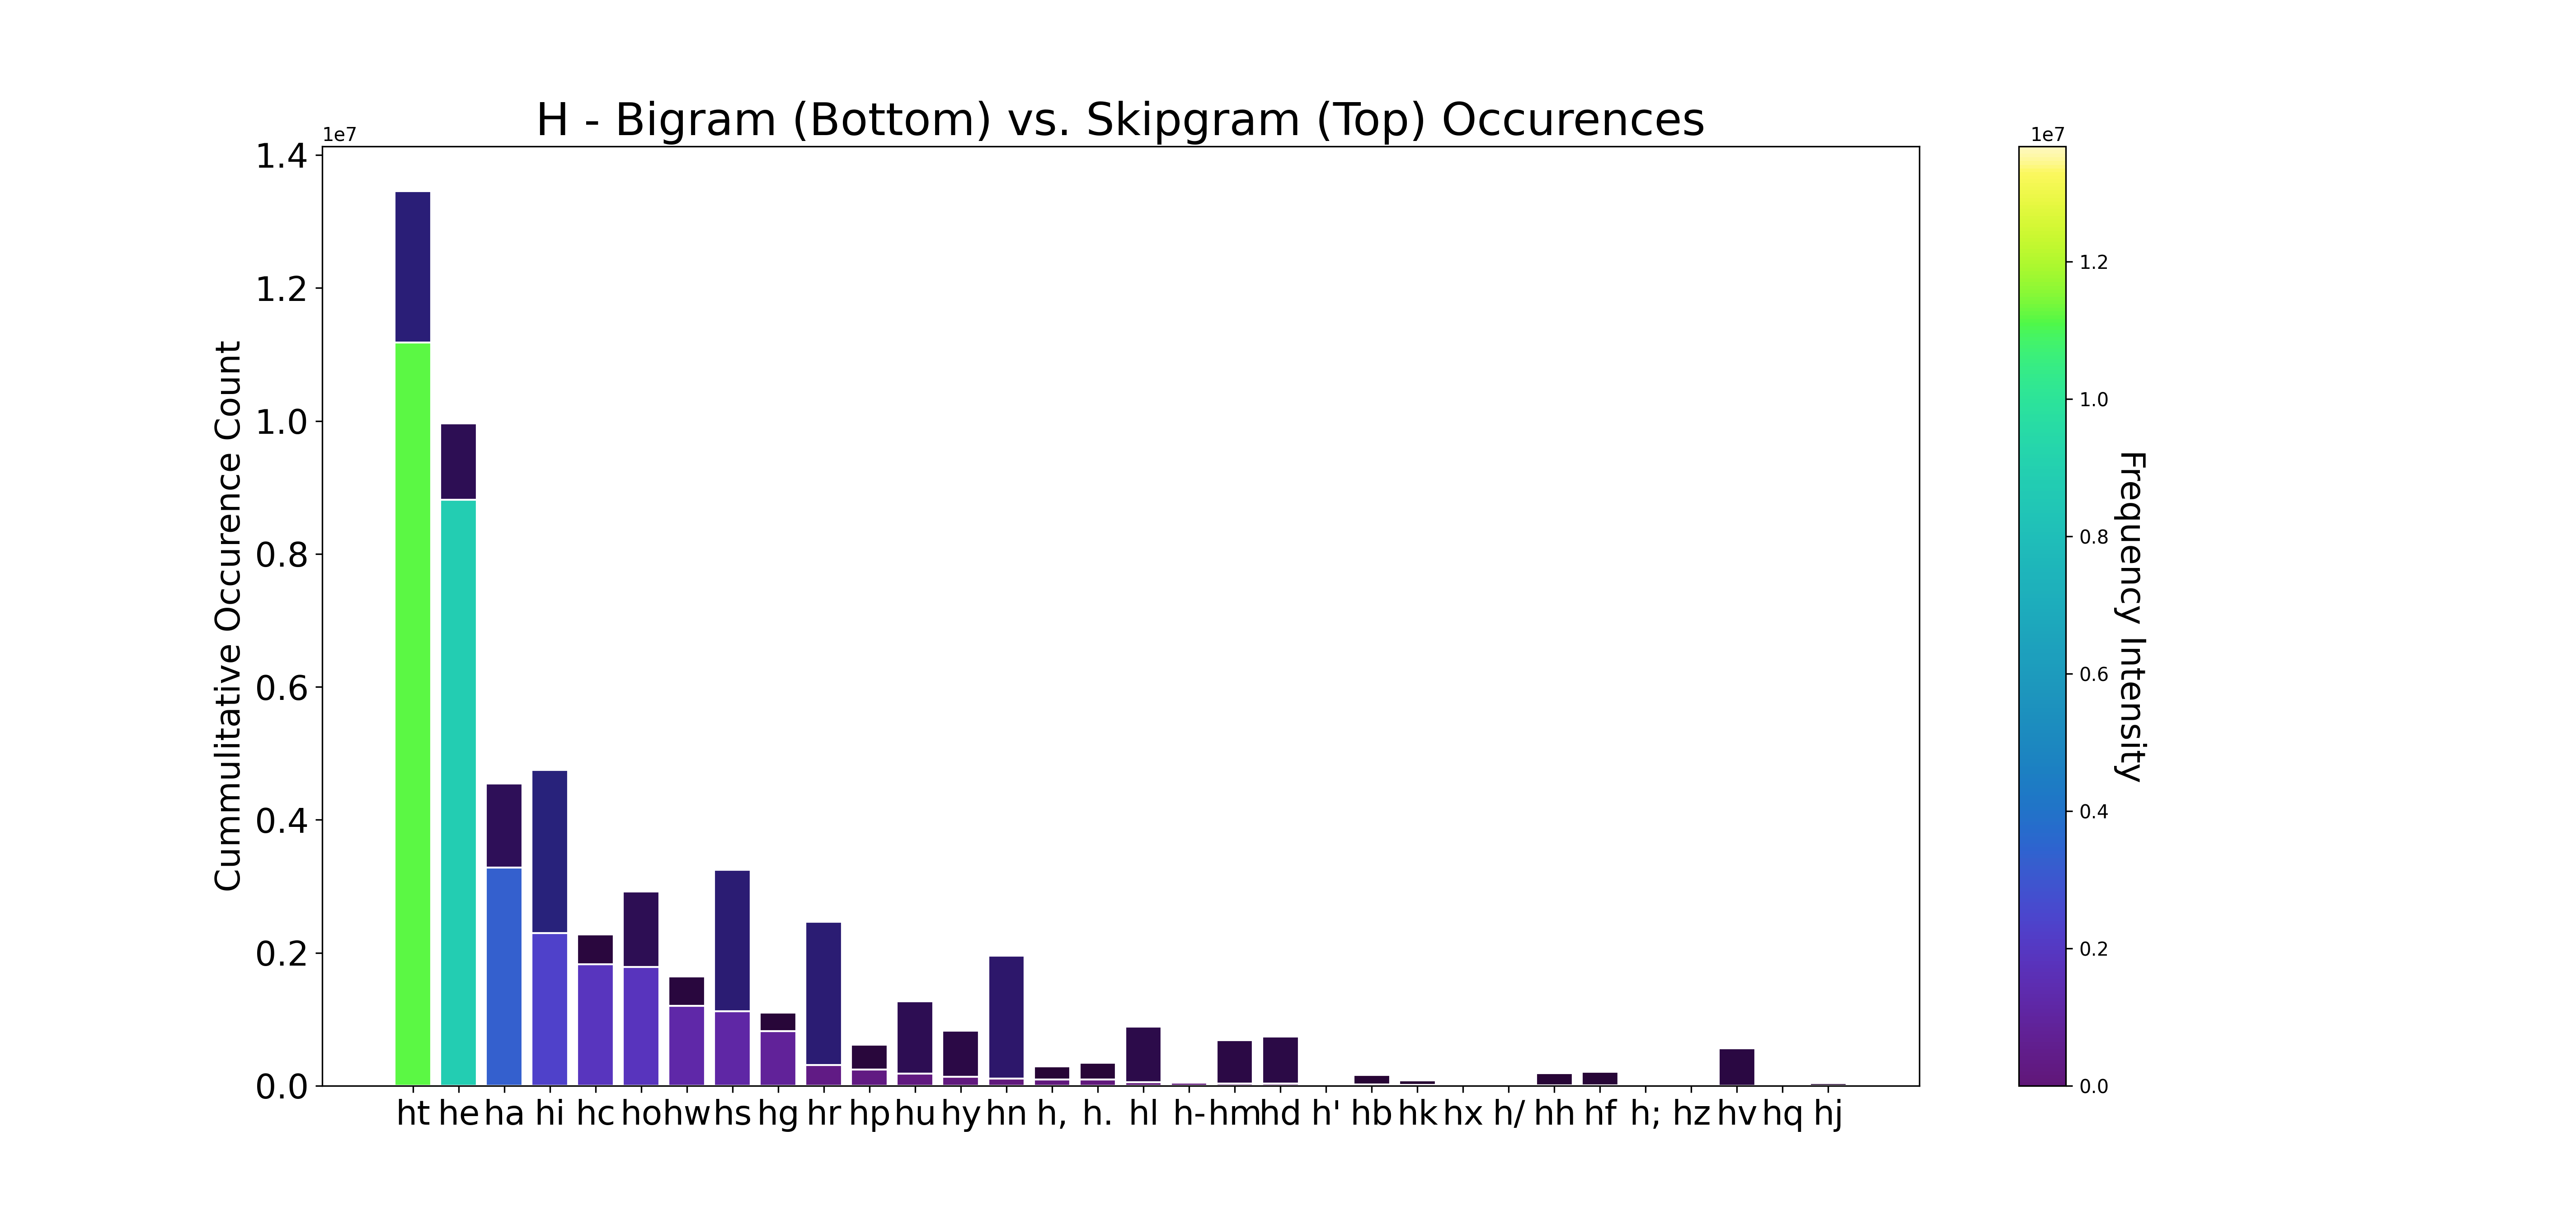 H - Bigram (Bottom) vs. Skipgram (Top) Occurences
1e7
1.4
1.2
1.0
0.8
0.6
0.4
0.2
0.0
Cummulitative Occurence Count
ht he ha hi hc ho hw hs hg hr hp hu hy hn h, h. hl h- hm hd h' hb hk hx h/ hh hf h; hz hv hq hj
1e7
1.2
1.0
0.8
0.6
0.4
0.2
0.0
Frequency Intensity